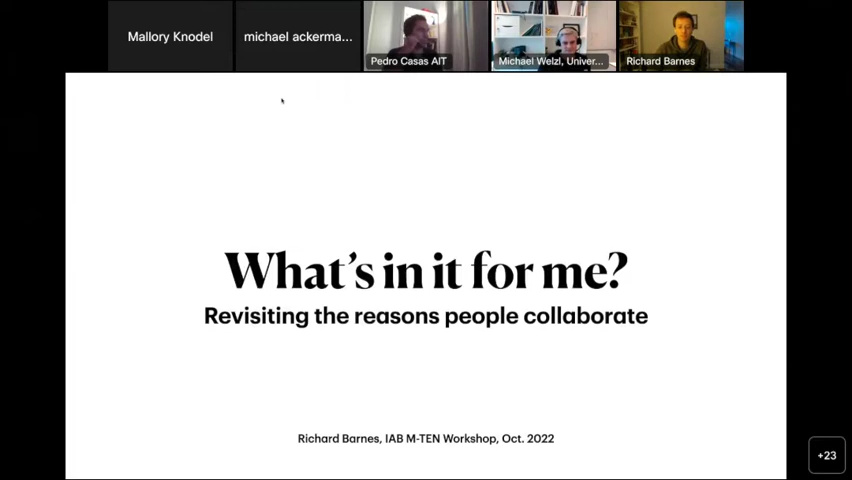 Mallory Knodel
michael ackerma...
Pedro Casas AIT
Michael Welzl, Univer...
Richard Barnes
What's in it for me?
Revisiting the reasons people collaborate
Richard Barnes, IAB M-TEN Workshop, Oct. 2022
+23